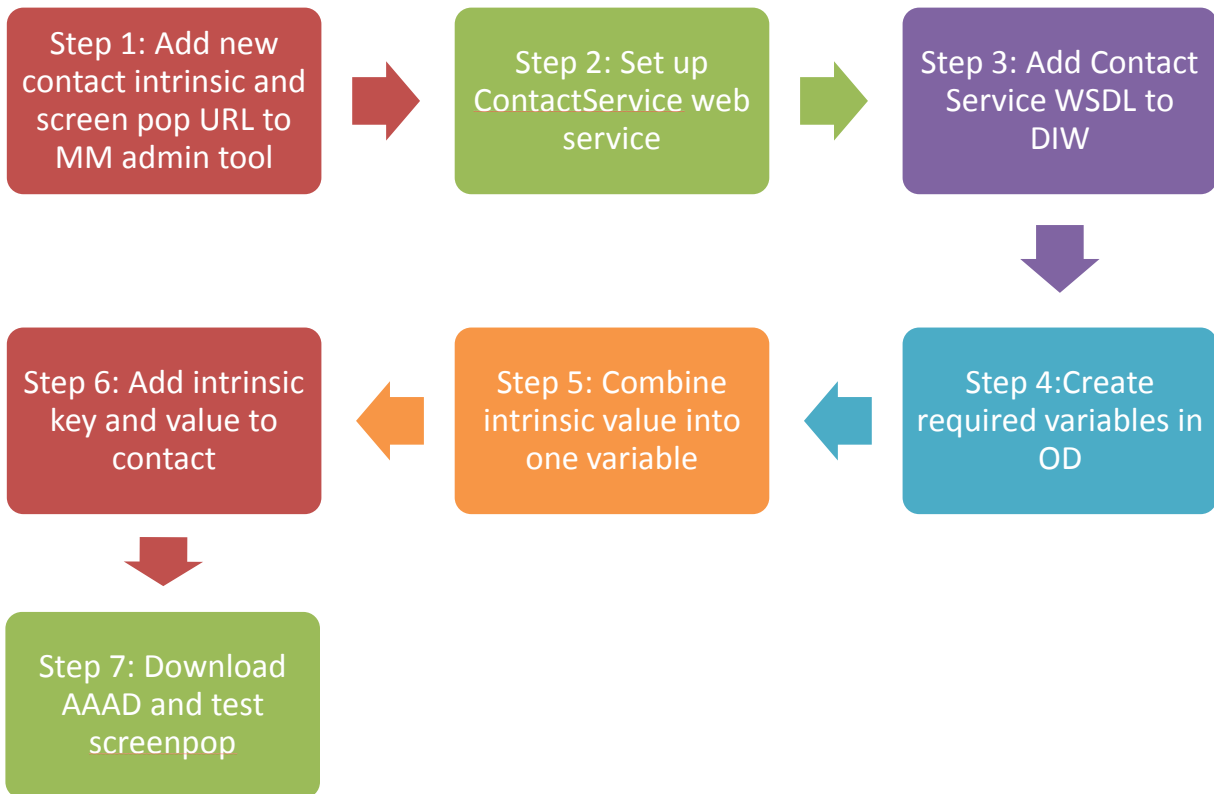 Step 1: Add new
contact intrinsic and
screen pop URL to
MM admin tool
Step 2: Set up
ContactService web
service
Step 3: Add Contact
Service WSDL to
DIW
Step 4:Create
required variables in
OD
Step 5: Combine
intrinsic value into
one variable
Step 6: Add intrinsic
key and value to
contact
Step 7: Download
AAAD and test
screenpop